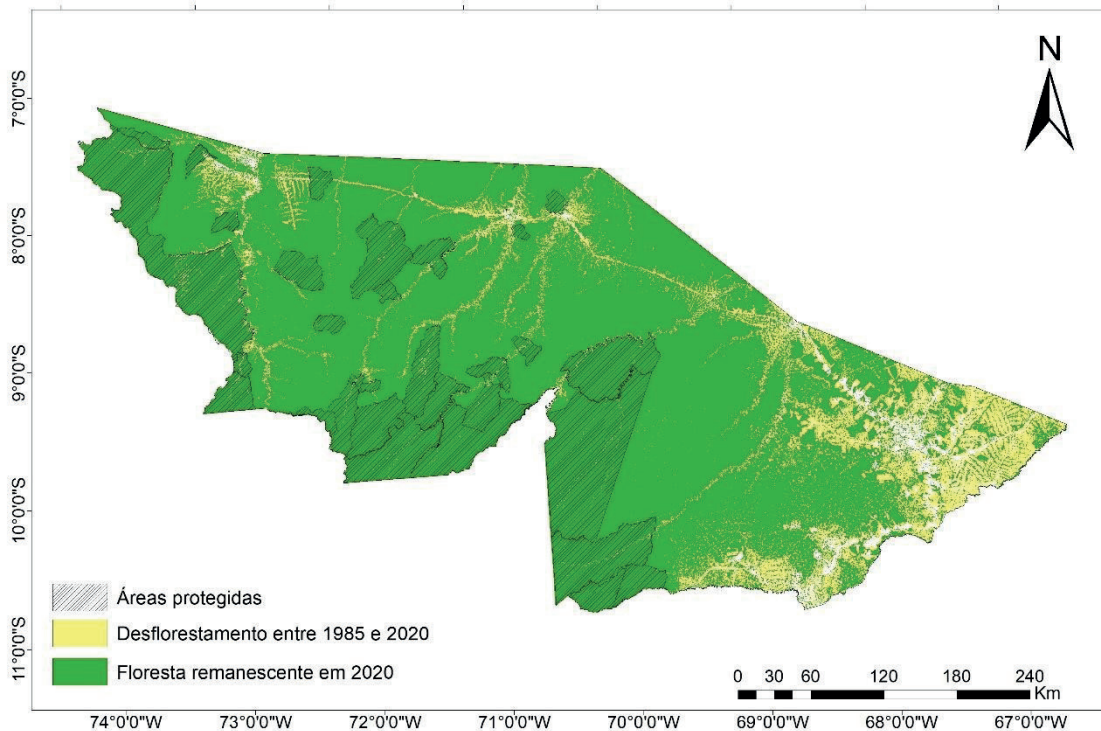 N
7°0'0"S
8°0'0"S
9°0'0"S
10°0'0"S
11°0'0"S
Áreas protegidas
Desflorestamento entre 1985 e 2020
Floresta remanescente em 2020
0 30 60 120 180 240
Km
74°0'0"W 73°0'0"W 72°0'0"W 71°0'0"W 70°0'0"W 69°0'0"W 68°0'0"W 67°0'0"W